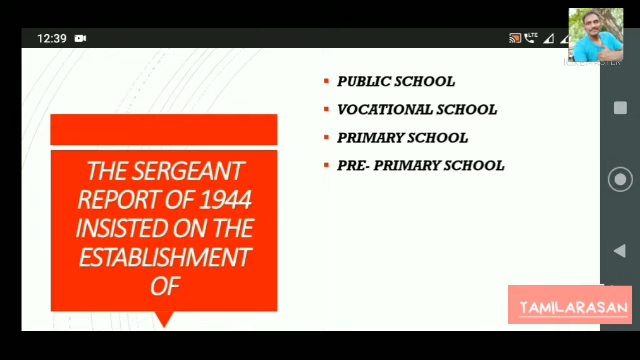 12:39
LTE
PUBLIC SCHOOL
VOCATIONAL SCHOOL
PRIMARY SCHOOL
PRE- PRIMARY SCHOOL
THE SERGEANT
REPORT OF 1944
INSISTED ON THE
ESTABLISHMENT
OF
TAMILARASAN